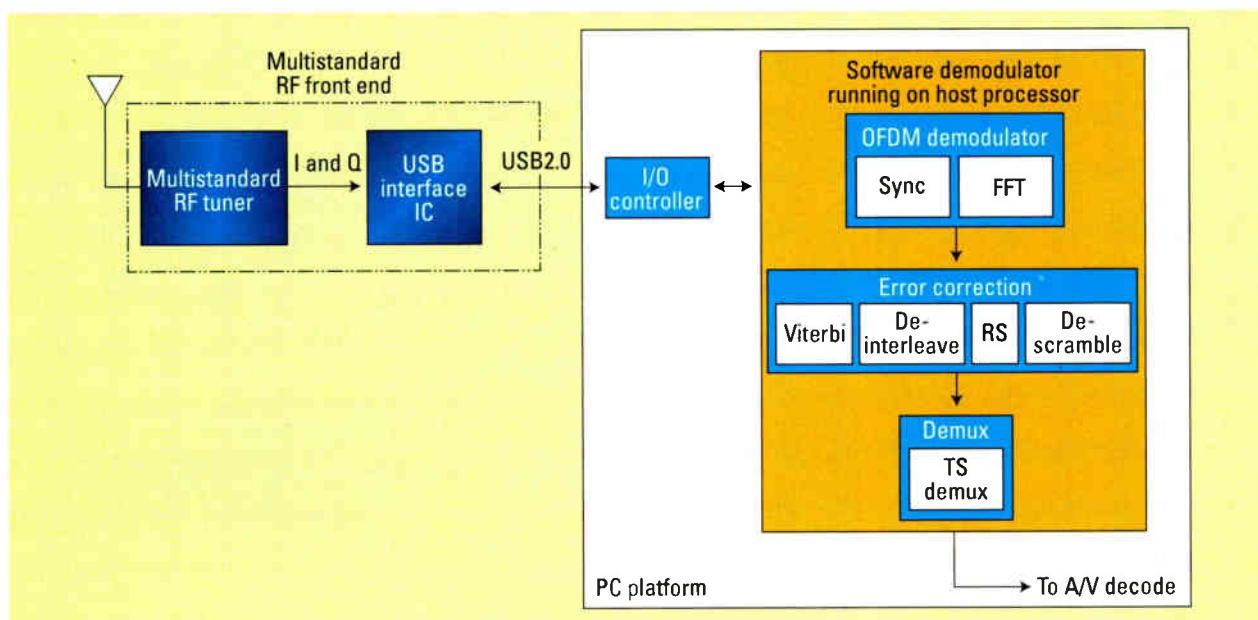 Multistandard
RF front end
Multistandard
RF tuner
I and Q
USB
interface
IC
USB2.0
I/O
controller
Software demodulator
running on host processor
OFDM demodulator
Sync
FFT
Error correction
Viterbi
De-
interleave
RS
De-
scramble
Demux
TS
demux
To A/V decode
PC platform